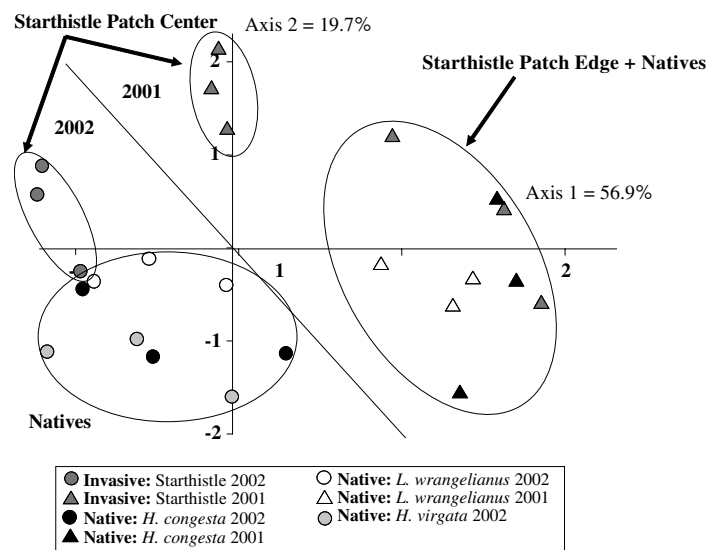 Starthistle Patch Center
Axis 2 = 19.7%
2
2001
Starthistle Patch Edge + Natives
2002
1
Axis 1 = 56.9%
1
2
-1
Natives
-2
Invasive: Starthistle 2002
Invasive: Starthistle 2001
Native: H. congesta 2002
Native: H. congesta 2001
Native: L. wrangelianus 2002
Native: L. wrangelianus 2001
Native: H. virgata 2002